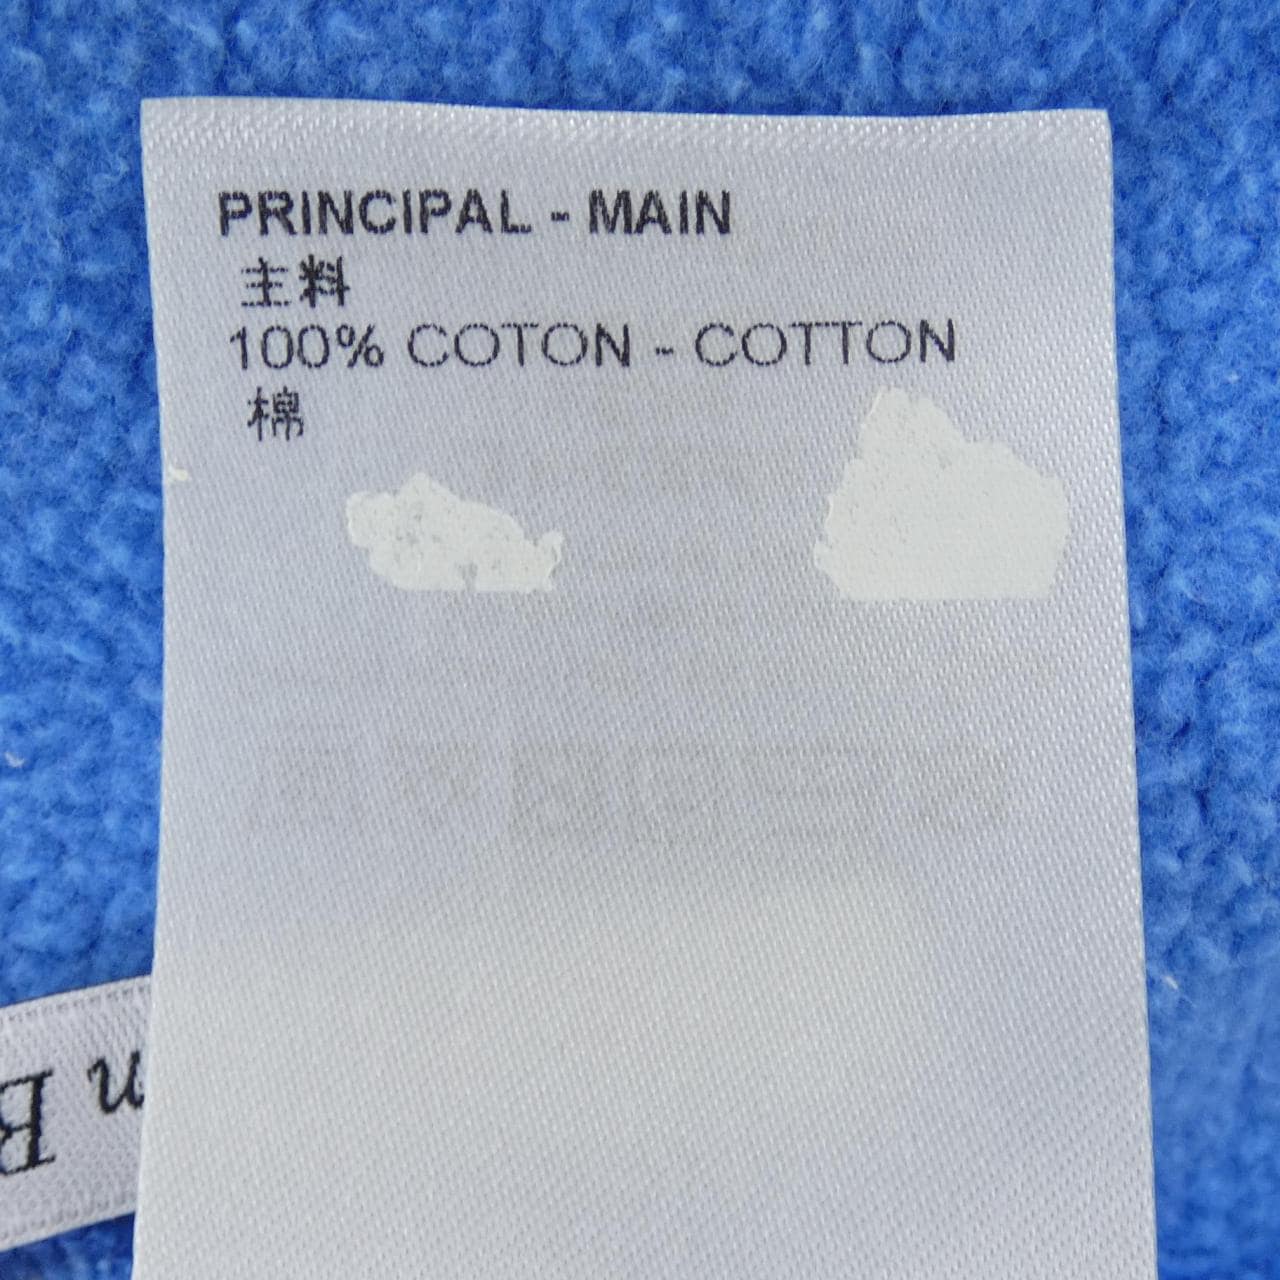 PRINCIPAL - MAIN
主料
100% COTON - COTTON
棉
n B